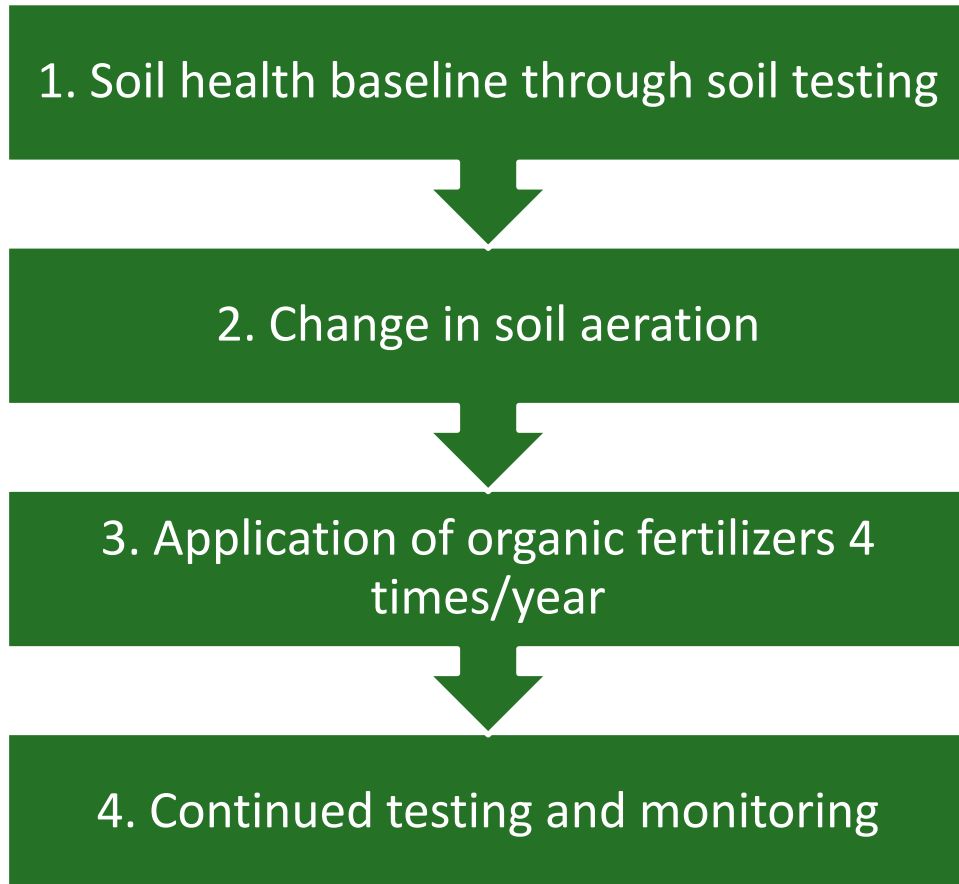 1. Soil health baseline through soil testing
2. Change in soil aeration
3. Application of organic fertilizers 4
times/year
4. Continued testing and monitoring